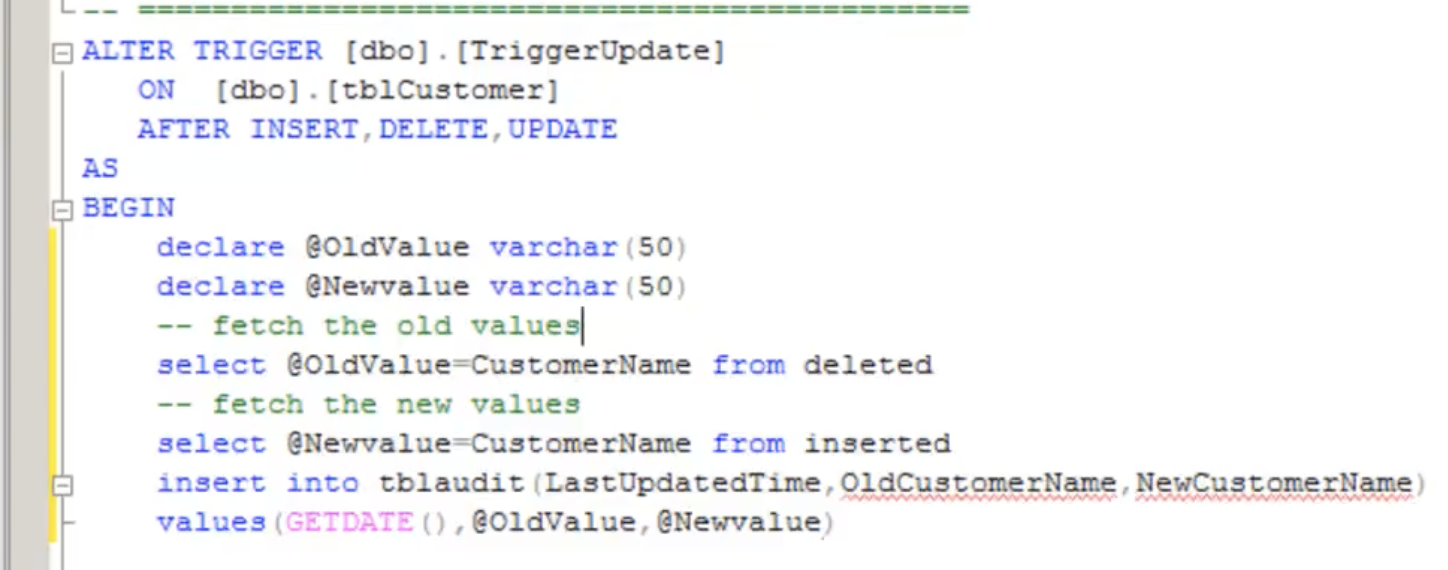 -- =============================================
ALTER TRIGGER [dbo].[TriggerUpdate]
ON [dbo].[tblCustomer]
AFTER INSERT,DELETE,UPDATE
AS
BEGIN
declare @OldValue varchar(50)
declare @Newvalue varchar(50)
-- fetch the old values
select @OldValue=CustomerName from deleted
-- fetch the new values
select @Newvalue=CustomerName from inserted
insert into tblaudit(LastUpdatedTime,OldCustomerName,NewCustomerName)
values(GETDATE(),@OldValue,@Newvalue)